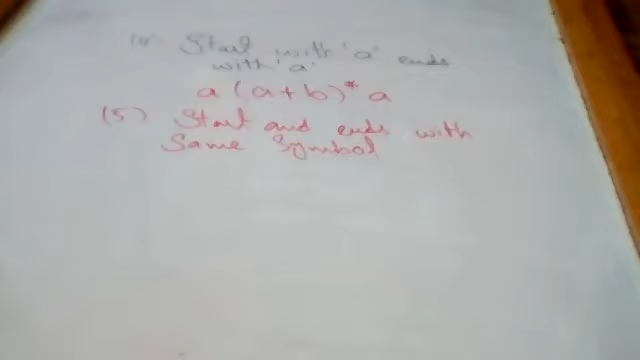 (4) Start with 'a' ends
with 'a'
a (a+b)* a
(5) Start and ends with
Same Symbol